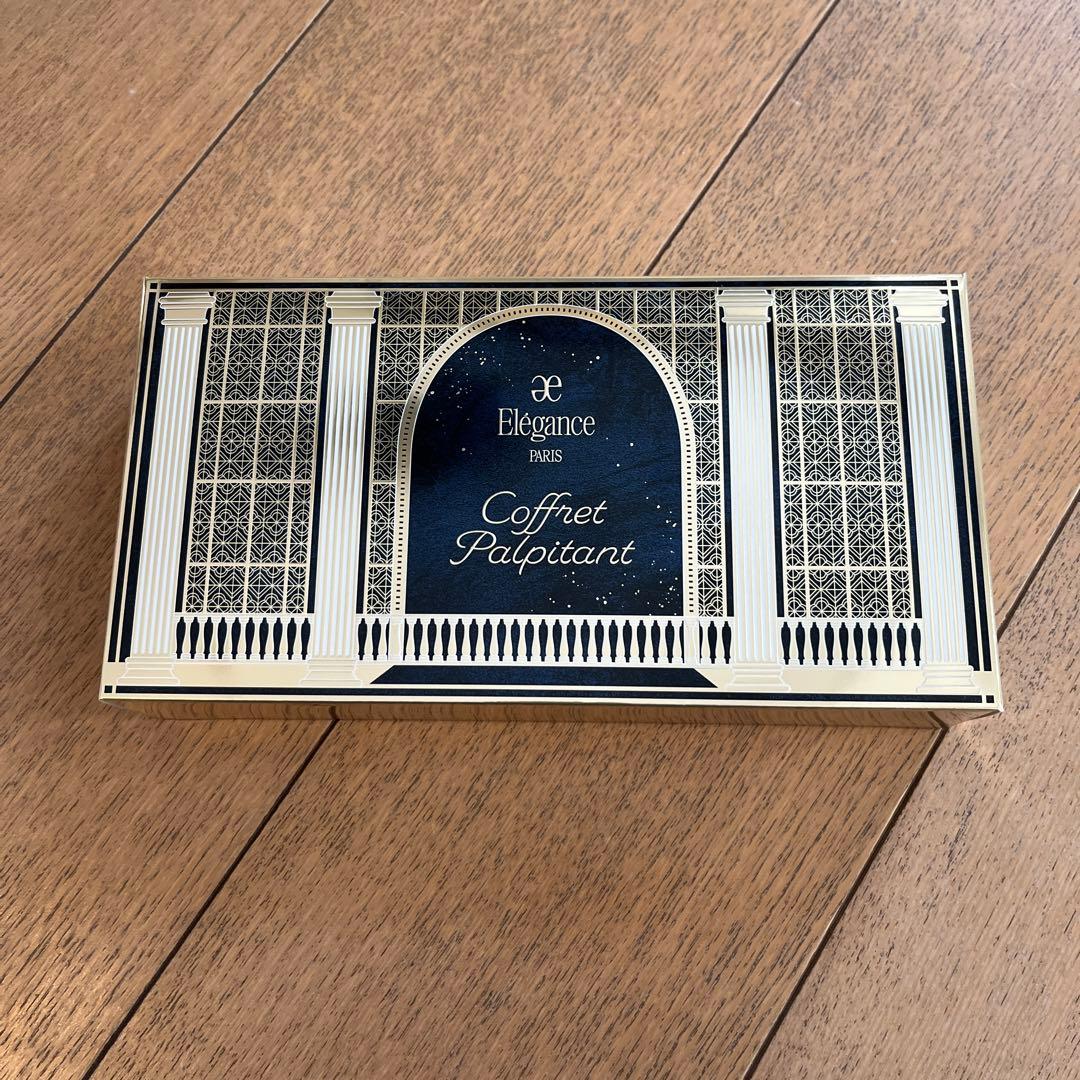 æ
Elégance
PARIS
Coffret
Palpitant